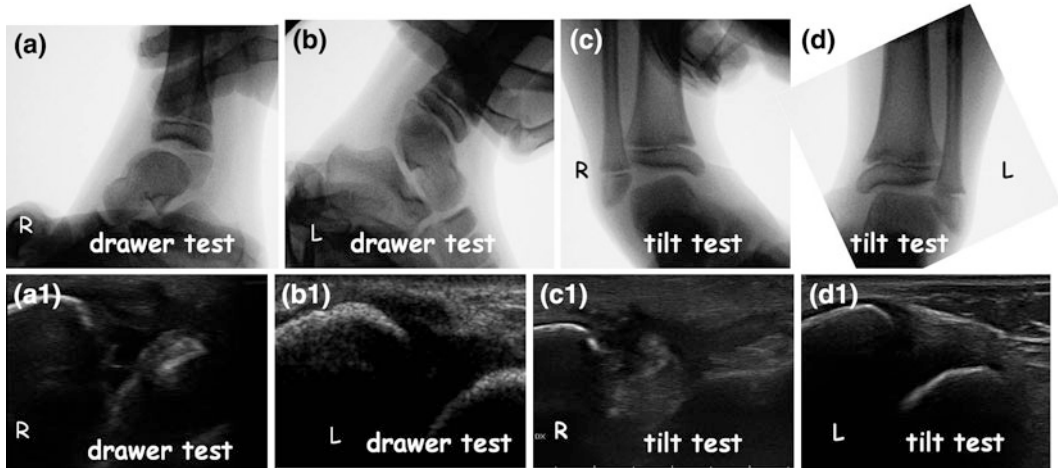 (a)
R
drawer test
(b)
L
drawer test
(c)
R
tilt test
(d)
L
tilt test
(a1)
R
drawer test
(b1)
L
drawer test
(c1)
DX
R
tilt test
(d1)
L
tilt test